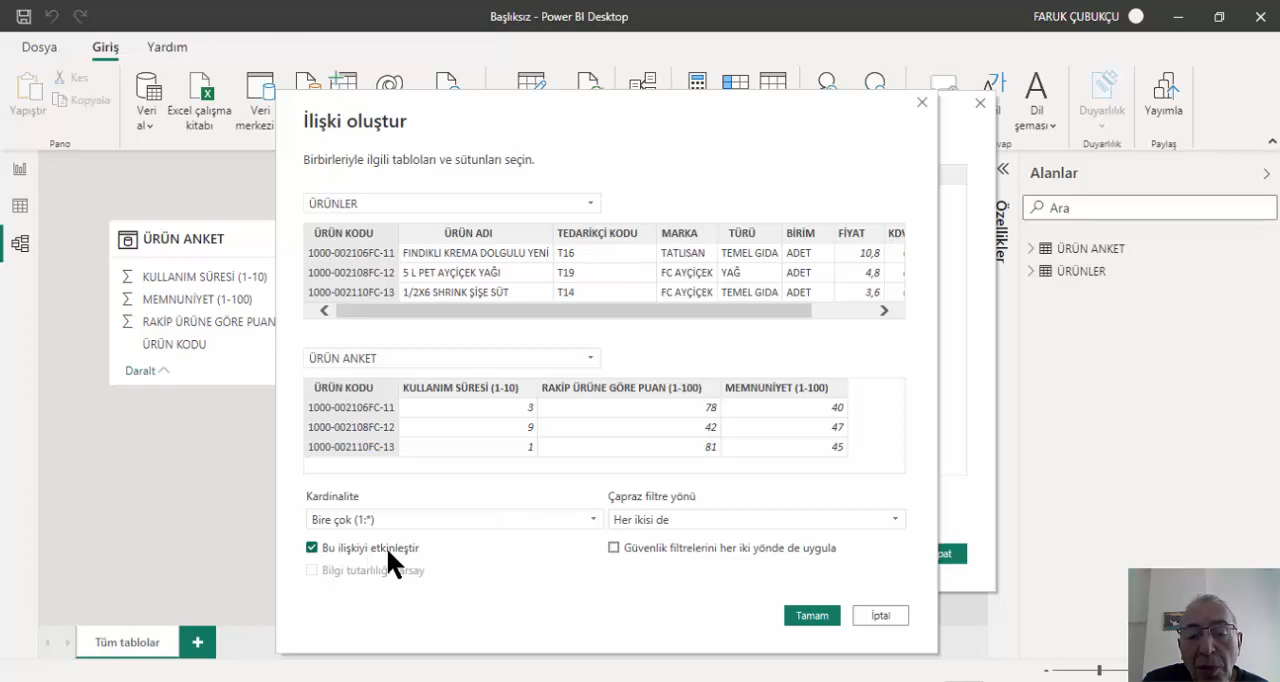 Başlıksız - Power BI Desktop
FARUK ÇUBUKÇU
Dosya
Giriş
Yardım
Yapıştır
Kes
Kopyala
Pano
Veri
al
Excel çalışma
kitabı
Veri
merkezi
Dil
şeması
Duyarlılık
Duyarlılık
Yayımla
Paylaş
İlişki oluştur
Birbirleriyle ilgili tabloları ve sütunları seçin.
ÜRÜNLER
ÜRÜN KODU ÜRÜN ADI TEDARİKÇİ KODU MARKA TÜRÜ BİRİM FİYAT KDV
1000-002106FC-11 FINDIKLI KREMA DOLGULU YENİ T16 TATLISAN TEMEL GIDA ADET 10,8
1000-002108FC-12 5 L PET AYÇİÇEK YAĞI T19 FC AYÇİÇEK YAĞ ADET 4,8
1000-002110FC-13 1/2X6 SHRINK ŞİŞE SÜT T14 FC AYÇİÇEK TEMEL GIDA ADET 3,6
ÜRÜN ANKET
ÜRÜN KODU KULLANIM SÜRESİ (1-10) RAKİP ÜRÜNE GÖRE PUAN (1-100) MEMNUNİYET (1-100)
1000-002106FC-11 3 78 40
1000-002108FC-12 9 42 47
1000-002110FC-13 1 81 45
Kardinalite
Çapraz filtre yönü
Bire çok (1:*)
Her ikisi de
Bu ilişkiyi etkinleştir
Güvenlik filtrelerini her iki yönde de uygula
Bilgi tutarlılığı
Tamam
İptal
ÜRÜN ANKET
KULLANIM SÜRESİ (1-10)
MEMNUNİYET (1-100)
RAKİP ÜRÜNE GÖRE PUAN
ÜRÜN KODU
Daralt
Özellikler
Alanlar
Ara
ÜRÜN ANKET
ÜRÜNLER
Tüm tablolar